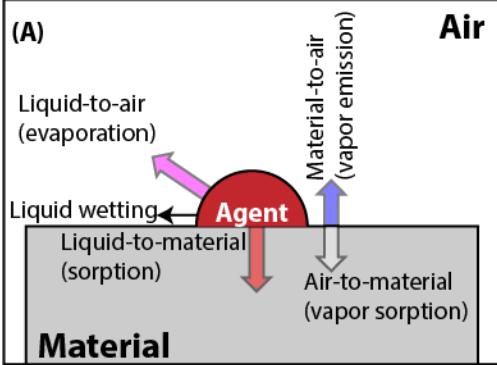 (A)
Air
Liquid-to-air
(evaporation)
Material-to-air
(vapor emission)
Liquid wetting
Agent
Liquid-to-material
(sorption)
Air-to-material
(vapor sorption)
Material